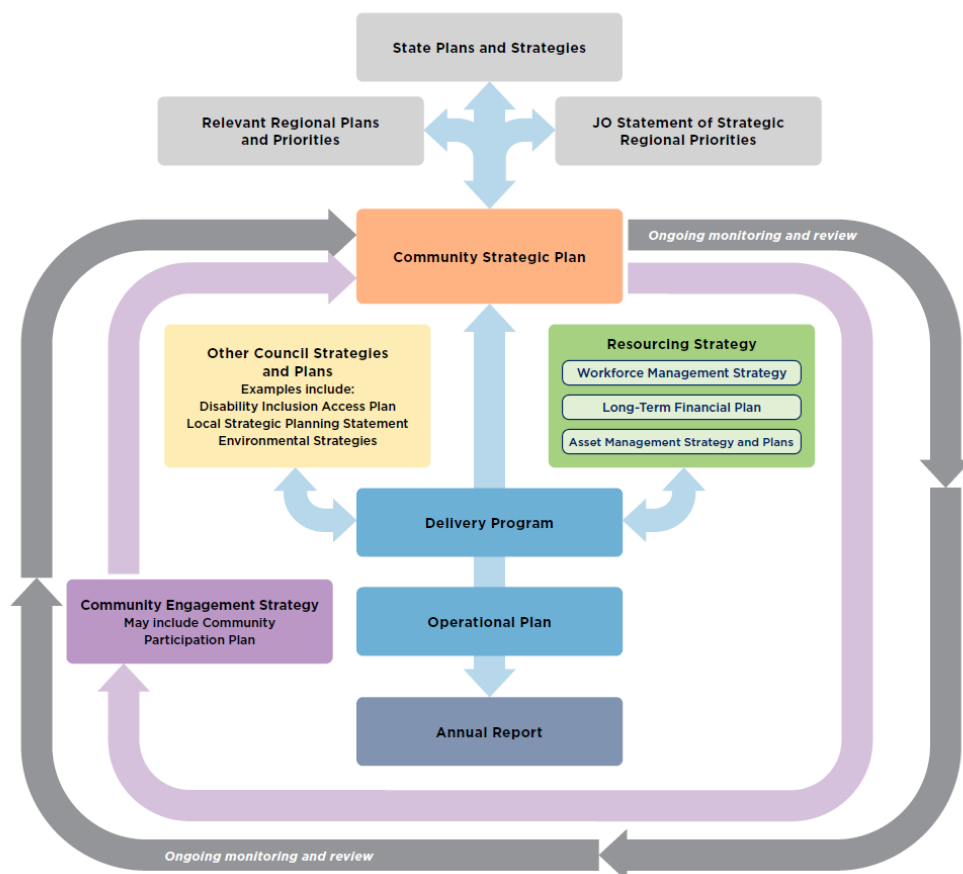 State Plans and Strategies
Relevant Regional Plans
and Priorities
JO Statement of Strategic
Regional Priorities
Ongoing monitoring and review
Community Strategic Plan
Other Council Strategies
and Plans
Examples include:
Disability Inclusion Access Plan
Local Strategic Planning Statement
Environmental Strategies
Resourcing Strategy
Workforce Management Strategy
Long-Term Financial Plan
Asset Management Strategy and Plans
Delivery Program
Community Engagement Strategy
May include Community
Participation Plan
Operational Plan
Annual Report
Ongoing monitoring and review